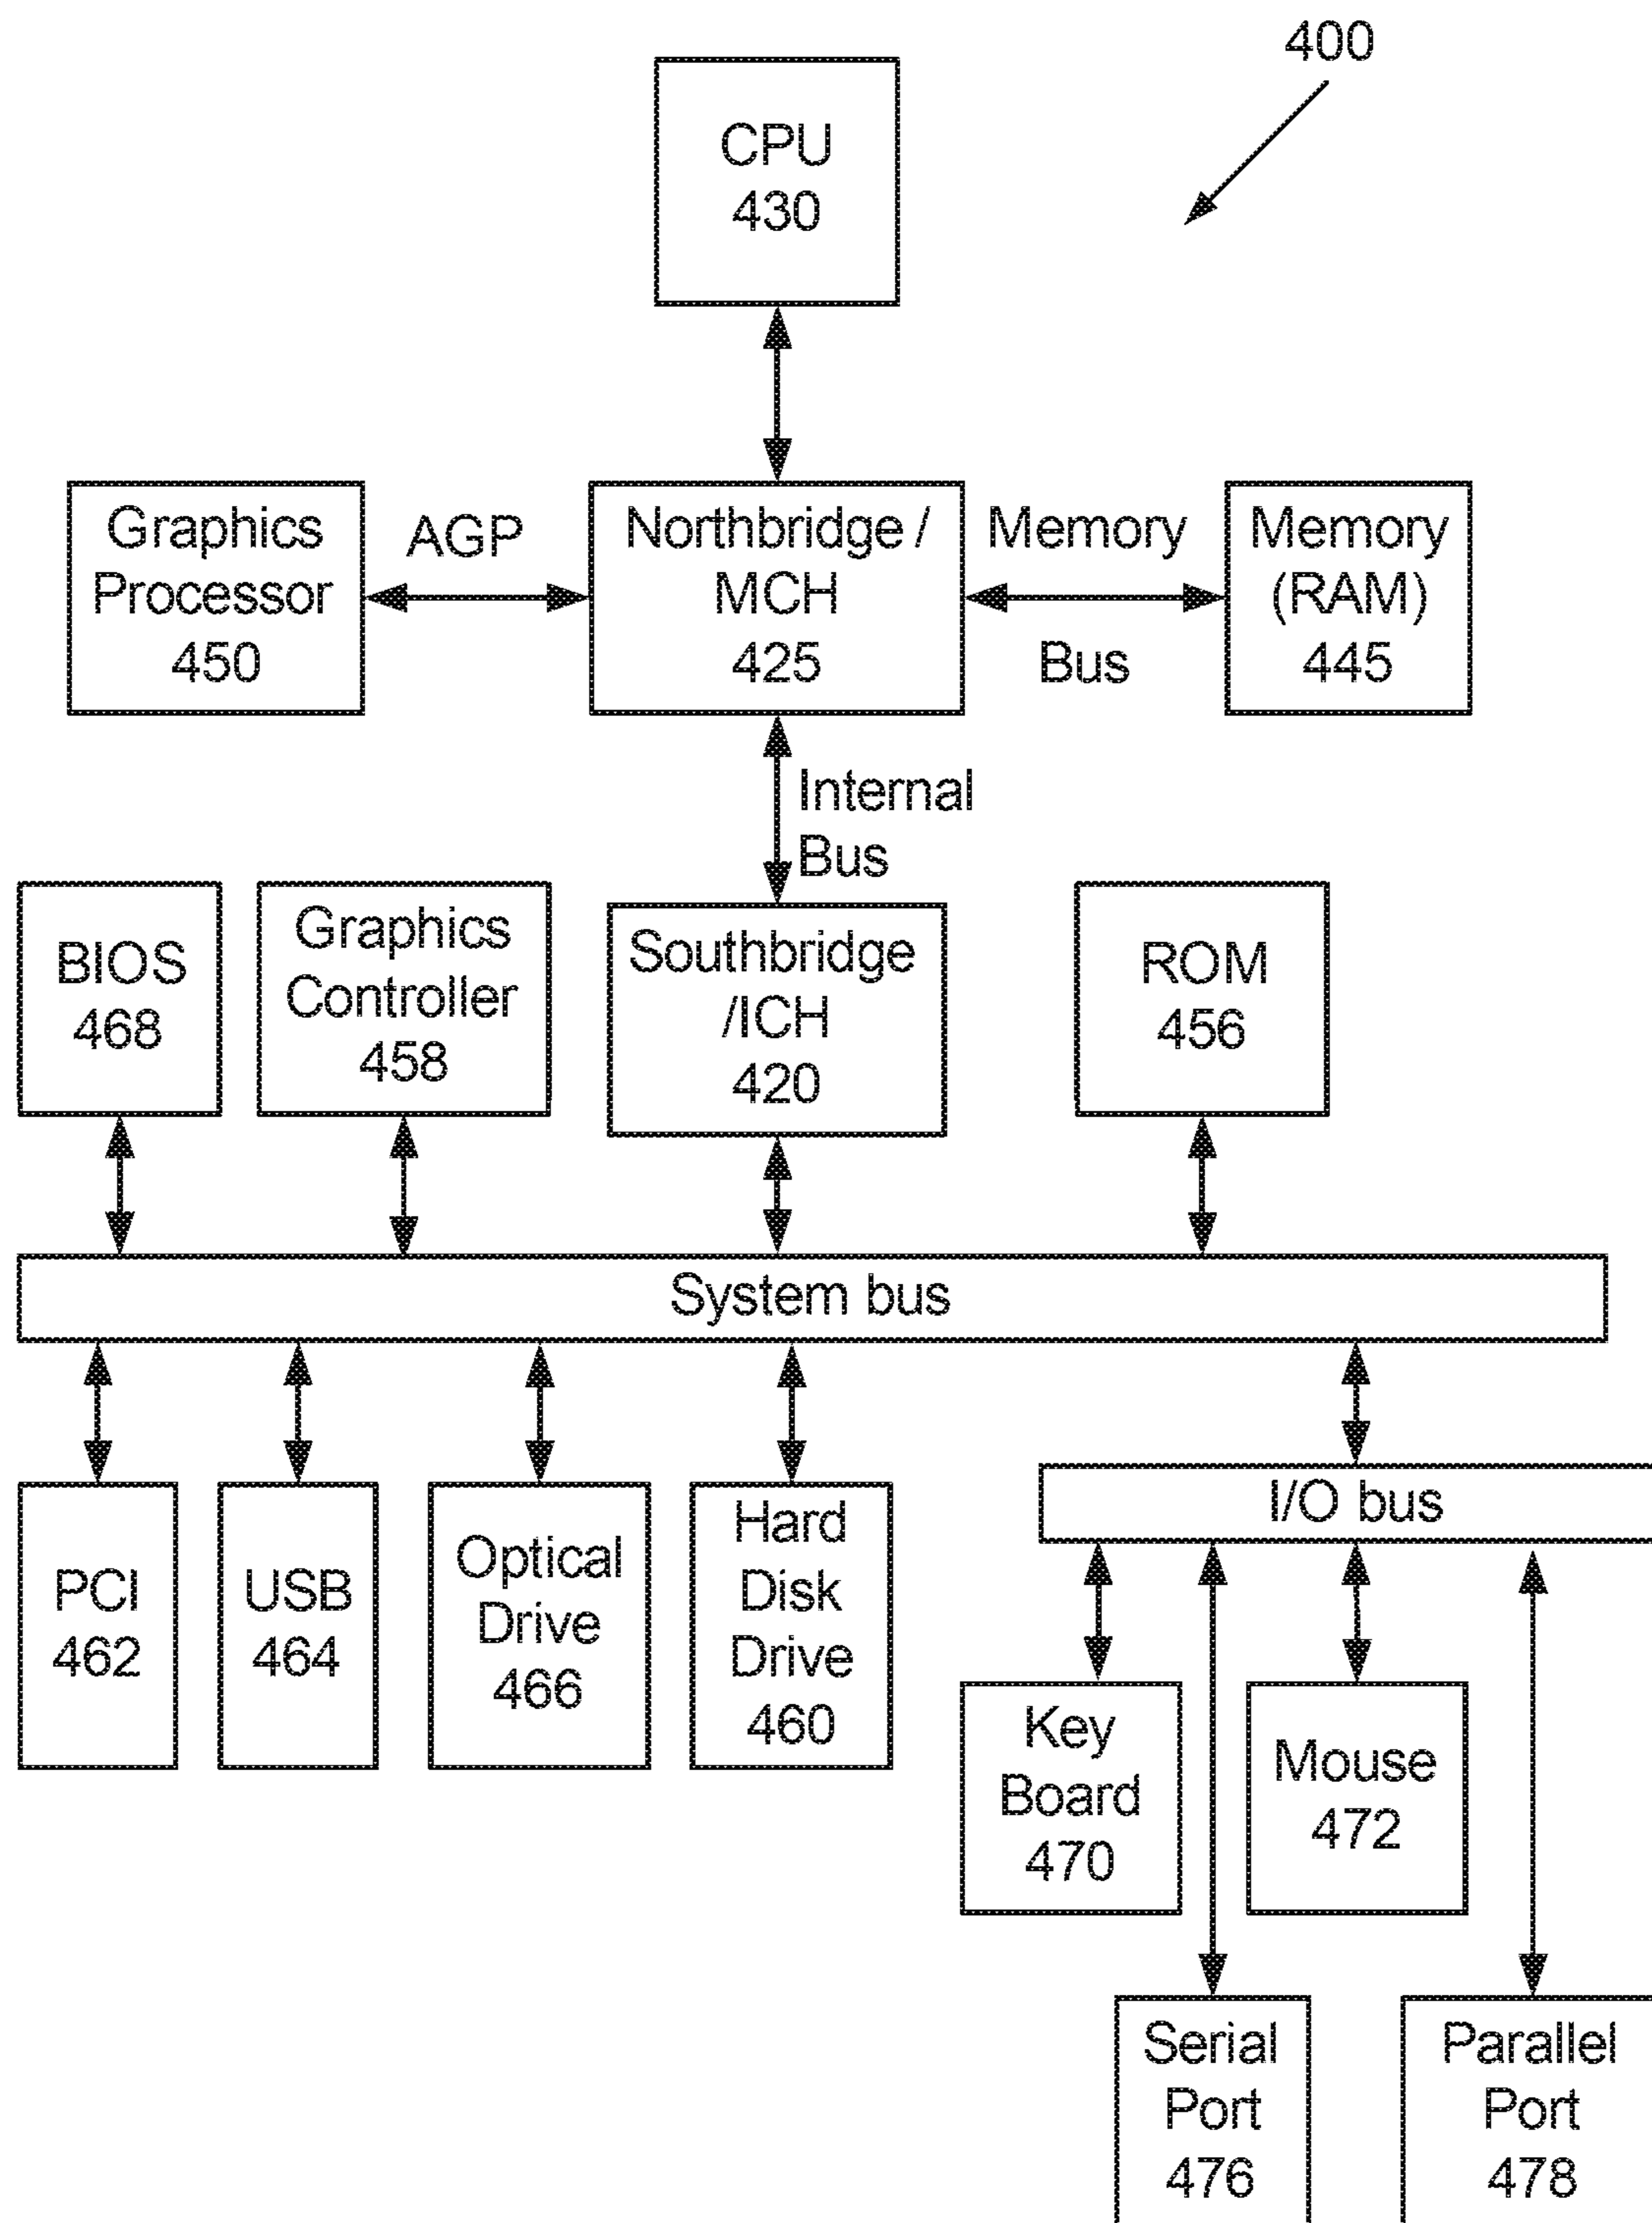 400
CPU
430
Graphics
Processor
450
AGP
Northbridge /
MCH
425
Memory
Bus
Memory
(RAM)
445
Internal
Bus
BIOS
468
Graphics
Controller
458
Southbridge
/ICH
420
ROM
456
System bus
PCI
462
USB
464
Optical
Drive
466
Hard
Disk
Drive
460
I/O bus
Key
Board
470
Mouse
472
Serial
Port
476
Parallel
Port
478